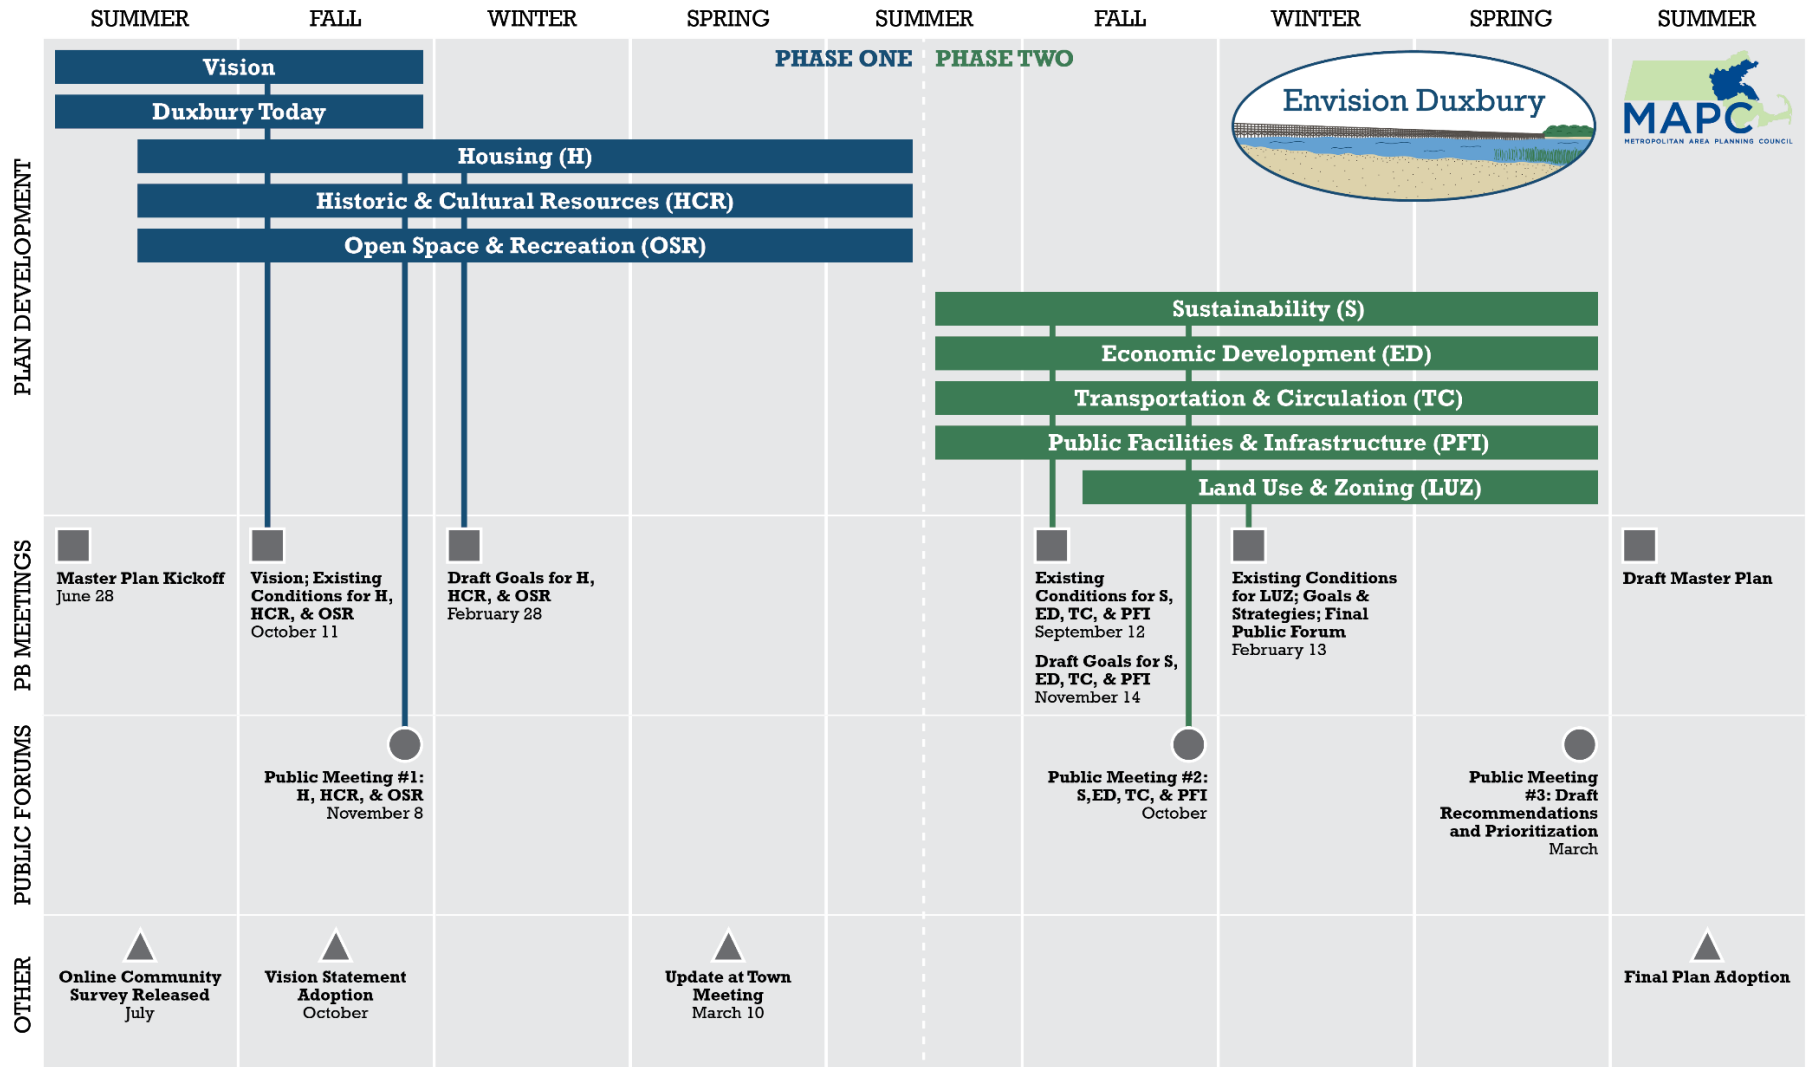 SUMMER FALL WINTER SPRING SUMMER FALL WINTER SPRING SUMMER
PHASE ONE PHASE TWO
Vision
Duxbury Today
Housing (H)
Historic & Cultural Resources (HCR)
Open Space & Recreation (OSR)
Envision Duxbury
MAPC
METROPOLITAN AREA PLANNING COUNCIL
PLAN DEVELOPMENT
Sustainability (S)
Economic Development (ED)
Transportation & Circulation (TC)
Public Facilities & Infrastructure (PFI)
Land Use & Zoning (LUZ)
PB MEETINGS
Master Plan Kickoff
June 28
Vision; Existing
Conditions for H,
HCR, & OSR
October 11
Draft Goals for H,
HCR, & OSR
February 28
Existing
Conditions for S,
ED, TC, & PFI
September 12
Draft Goals for S,
ED, TC, & PFI
November 14
Existing Conditions
for LUZ; Goals &
Strategies; Final
Public Forum
February 13
Draft Master Plan
PUBLIC FORUMS
Public Meeting #1:
H, HCR, & OSR
November 8
Public Meeting #2:
S,ED, TC, & PFI
October
Public Meeting
#3: Draft
Recommendations
and Prioritization
March
OTHER
Online Community
Survey Released
July
Vision Statement
Adoption
October
Update at Town
Meeting
March 10
Final Plan Adoption